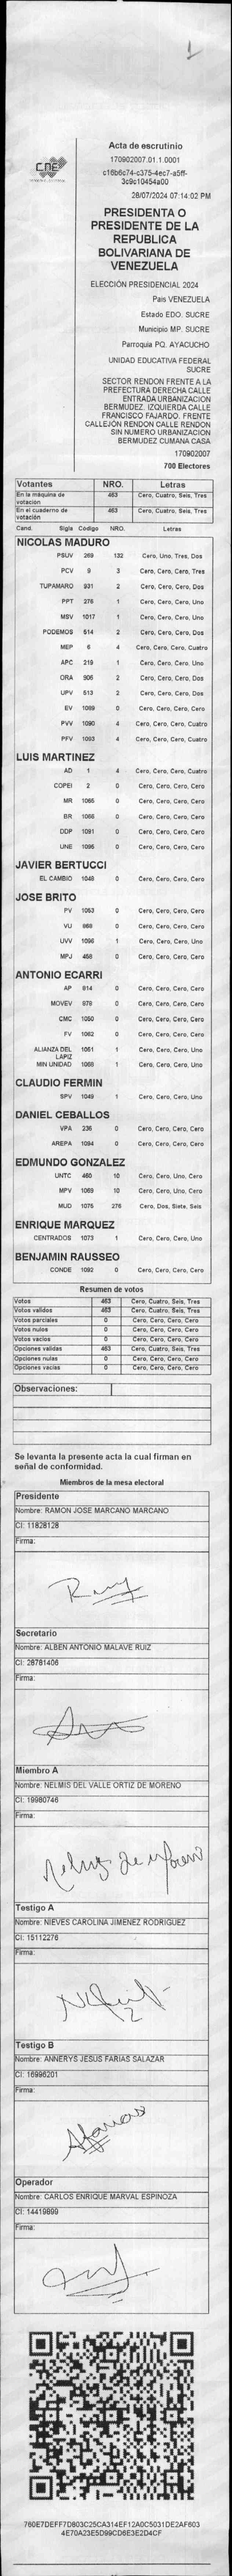 1
CNE
Acta de escrutinio
170902007.01.1.0001
c16b6c74-c375-4ec7-a5ff-
3c9c10454a00
28/07/2024 07:14:02 PM
PRESIDENTA O
PRESIDENTE DE LA
REPUBLICA
BOLIVARIANA DE
VENEZUELA
ELECCIÓN PRESIDENCIAL 2024
Pais VENEZUELA
Estado EDO. SUCRE
Municipio MP. SUCRE
Parroquia PQ. AYACUCHO
UNIDAD EDUCATIVA FEDERAL
SUCRE
SECTOR RENDON FRENTE A LA
PREFECTURA DERECHA CALLE
ENTRADA URBANIZACION
BERMUDEZ. IZQUIERDA CALLE
FRANCISCO FAJARDO. FRENTE
CALLEJÓN RENDON CALLE RENDON
SIN NUMERO URBANIZACION
BERMUDEZ CUMANA CASA
170902007
700 Electores
Votantes NRO. Letras
En la máquina de votación 463 Cero, Cuatro, Seis, Tres
En el cuaderno de votación 463 Cero, Cuatro, Seis, Tres
Cand. Sigla Código NRO. Letras
NICOLAS MADURO
PSUV 269 132 Cero, Uno, Tres, Dos
PCV 9 3 Cero, Cero, Cero, Tres
TUPAMARO 931 2 Cero, Cero, Cero, Dos
PPT 276 1 Cero, Cero, Cero, Uno
MSV 1017 1 Cero, Cero, Cero, Uno
PODEMOS 514 2 Cero, Cero, Cero, Dos
MEP 6 4 Cero, Cero, Cero, Cuatro
APC 219 1 Cero, Cero, Cero, Uno
ORA 906 2 Cero, Cero, Cero, Dos
UPV 513 2 Cero, Cero, Cero, Dos
EV 1089 0 Cero, Cero, Cero, Cero
PVV 1090 4 Cero, Cero, Cero, Cuatro
PFV 1093 4 Cero, Cero, Cero, Cuatro
LUIS MARTINEZ
AD 1 4 Cero, Cero, Cero, Cuatro
COPEI 2 0 Cero, Cero, Cero, Cero
MR 1065 0 Cero, Cero, Cero, Cero
BR 1066 0 Cero, Cero, Cero, Cero
DDP 1091 0 Cero, Cero, Cero, Cero
UNE 1095 0 Cero, Cero, Cero, Cero
JAVIER BERTUCCI
EL CAMBIO 1048 0 Cero, Cero, Cero, Cero
JOSE BRITO
PV 1053 0 Cero, Cero, Cero, Cero
VU 868 0 Cero, Cero, Cero, Cero
UVV 1096 1 Cero, Cero, Cero, Uno
MPJ 468 0 Cero, Cero, Cero, Cero
ANTONIO ECARRI
AP 814 0 Cero, Cero, Cero, Cero
MOVEV 979 0 Cero, Cero, Cero, Cero
CMC 1050 0 Cero, Cero, Cero, Cero
FV 1062 0 Cero, Cero, Cero, Cero
ALIANZA DEL LAPIZ 1051 1 Cero, Cero, Cero, Uno
MIN UNIDAD 1088 1 Cero, Cero, Cero, Uno
CLAUDIO FERMIN
SPV 1049 1 Cero, Cero, Cero, Uno
DANIEL CEBALLOS
VPA 236 0 Cero, Cero, Cero, Cero
AREPA 1094 0 Cero, Cero, Cero, Cero
EDMUNDO GONZALEZ
UNTC 460 10 Cero, Cero, Uno, Cero
MPV 1069 10 Cero, Cero, Uno, Cero
MUD 1075 276 Cero, Dos, Siete, Seis
ENRIQUE MARQUEZ
CENTRADOS 1073 1 Cero, Cero, Cero, Uno
BENJAMIN RAUSSEO
CONDE 1092 0 Cero, Cero, Cero, Cero
Resumen de votos
Votos 463 Cero, Cuatro, Seis, Tres
Votos validos 463 Cero, Cuatro, Seis, Tres
Votos parciales 0 Cero, Cero, Cero, Cero
Votos nulos 0 Cero, Cero, Cero, Cero
Votos vacios 0 Cero, Cero, Cero, Cero
Opciones validas 463 Cero, Cuatro, Seis, Tres
Opciones nulas 0 Cero, Cero, Cero, Cero
Opciones vacias 0 Cero, Cero, Cero, Cero
Observaciones:
Se levanta la presente acta la cual firman en
señal de conformidad.
Miembros de la mesa electoral
Presidente
Nombre: RAMON JOSE MARCANO MARCANO
CI: 11828128
Firma:
Secretario
Nombre: ALBEN ANTONIO MALAVE RUIZ
CI: 28781406
Firma:
Miembro A
Nombre: NELMIS DEL VALLE ORTIZ DE MORENO
CI: 19980746
Firma:
Nelmis de Moreno
Testigo A
Nombre: NIEVES CAROLINA JIMENEZ RODRIGUEZ
CI: 15112276
Firma:
Testigo B
Nombre: ANNERYS JESUS FARIAS SALAZAR
CI: 16996201
Firma:
Afarias
Operador
Nombre: CARLOS ENRIQUE MARVAL ESPINOZA
CI: 14419899
Firma:
760E7DEFF7D803C25CA314EF12A0C5031DE2AF603
4E70A23E5D99CD6E3E2D4CF